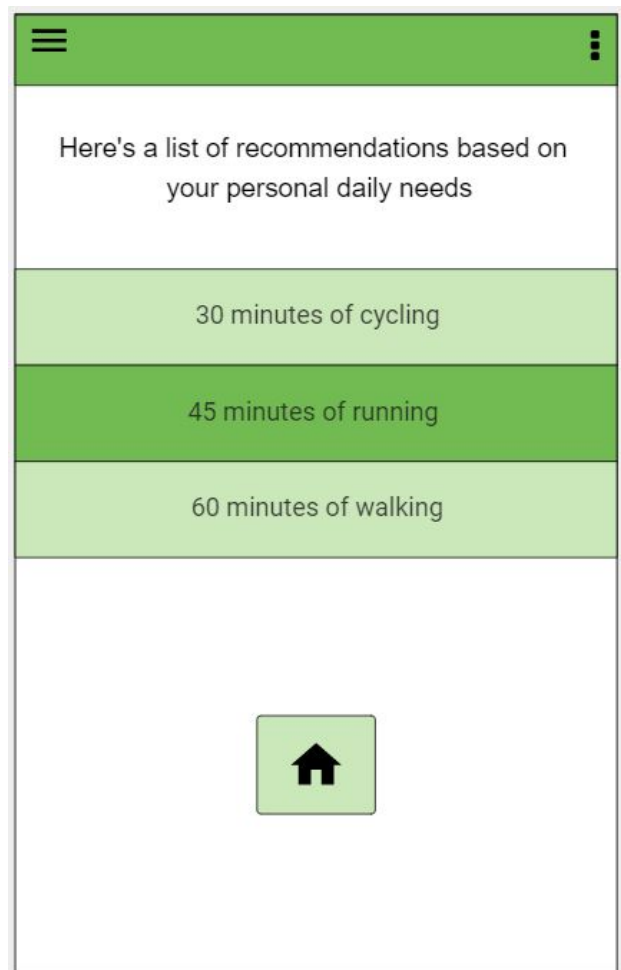 Here's a list of recommendations based on
your personal daily needs
30 minutes of cycling
45 minutes of running
60 minutes of walking